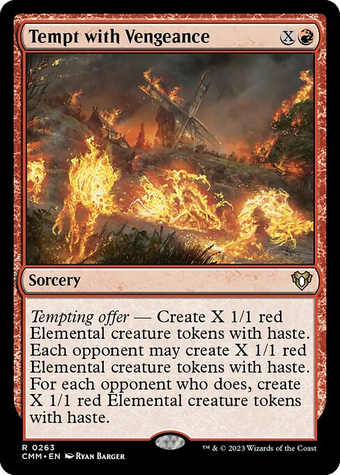 Tempt with Vengeance X
Sorcery
Tempting offer — Create X 1/1 red
Elemental creature tokens with haste.
Each opponent may create X 1/1 red
Elemental creature tokens with haste.
For each opponent who does, create
X 1/1 red Elemental creature tokens
with haste.
R 0263
CMM • EN Ryan Barger
™ & © 2023 Wizards of the Coast